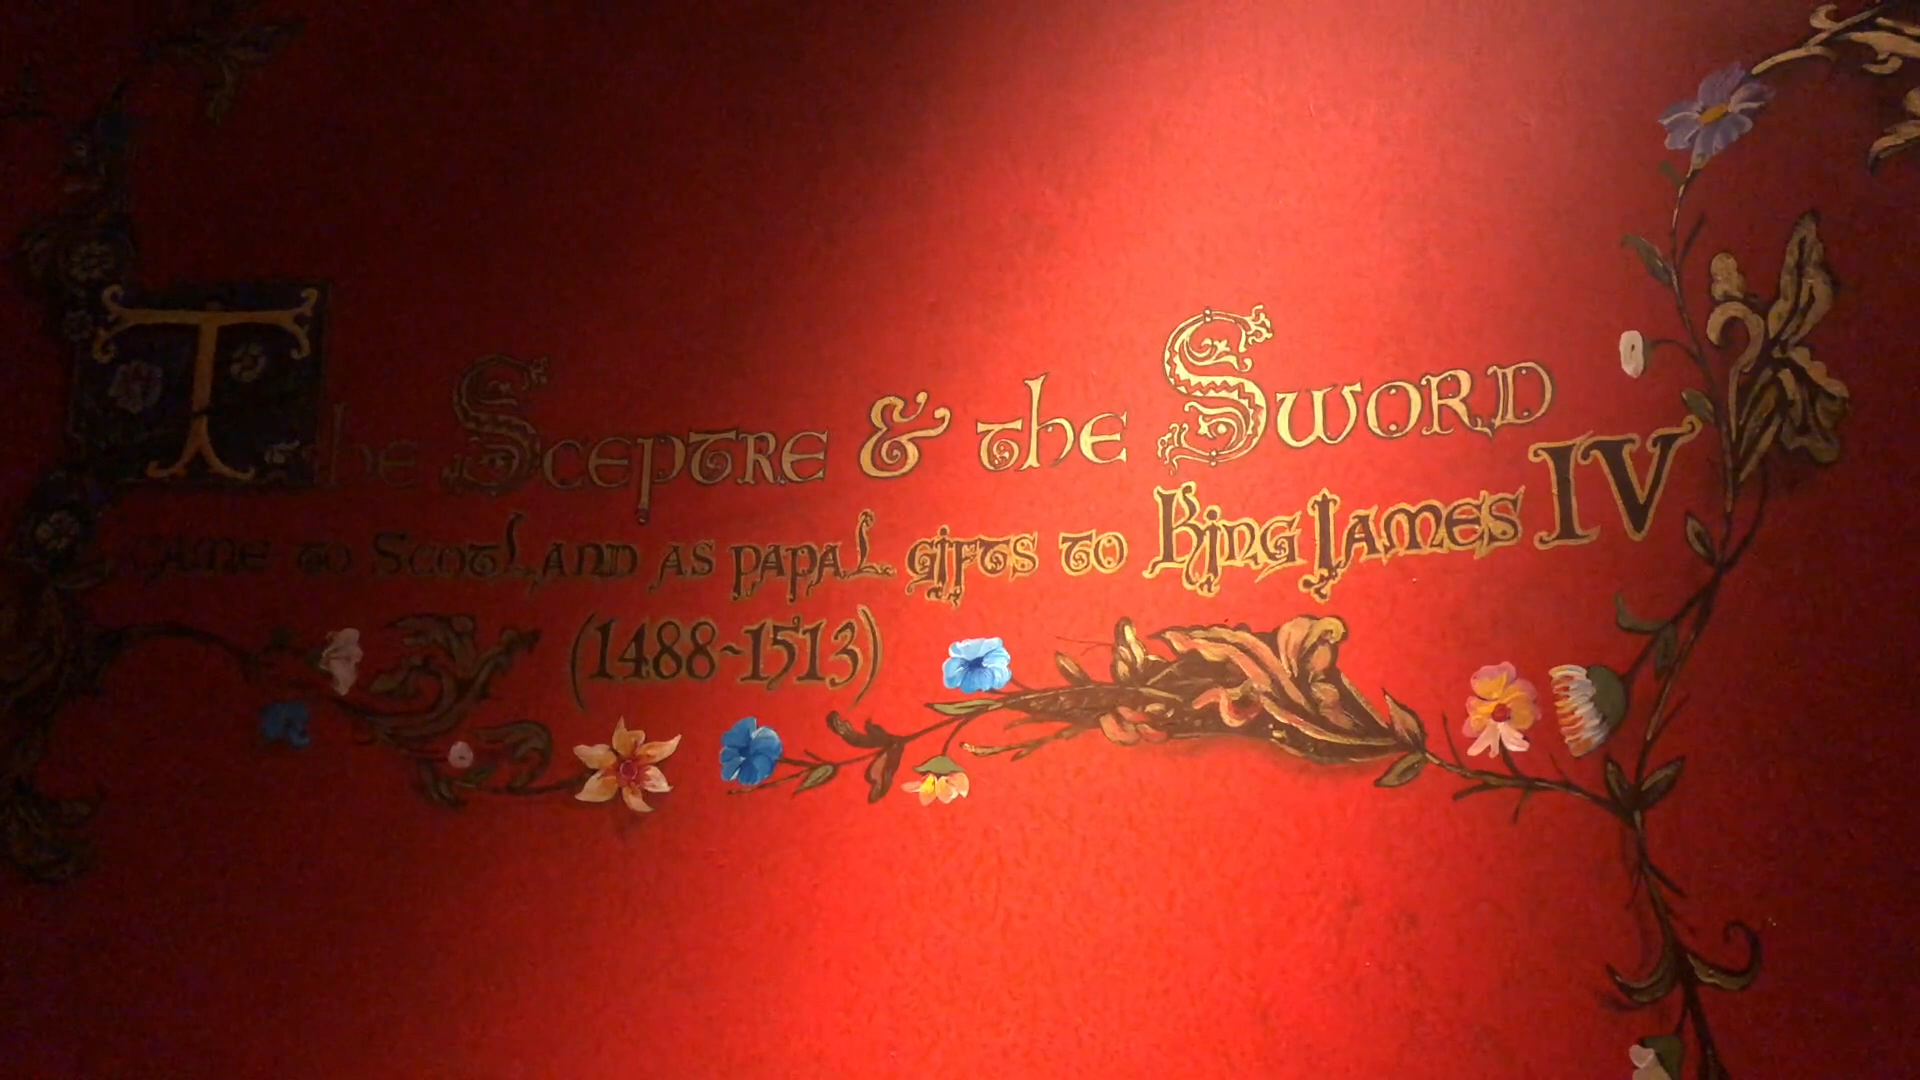 The Sceptre & the Sword
came to Scotland as papal gifts to King James IV
(1488-1513)